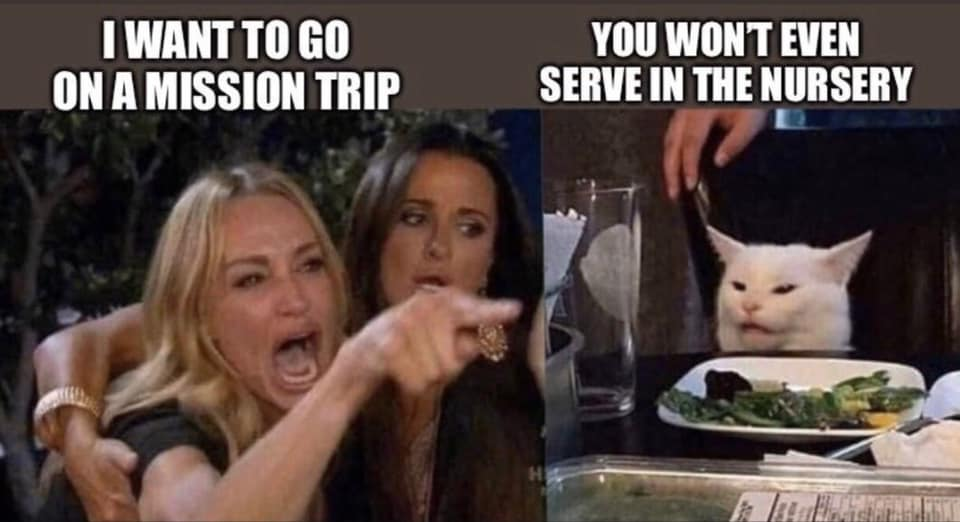 I WANT TO GO
ON A MISSION TRIP
YOU WON'T EVEN
SERVE IN THE NURSERY